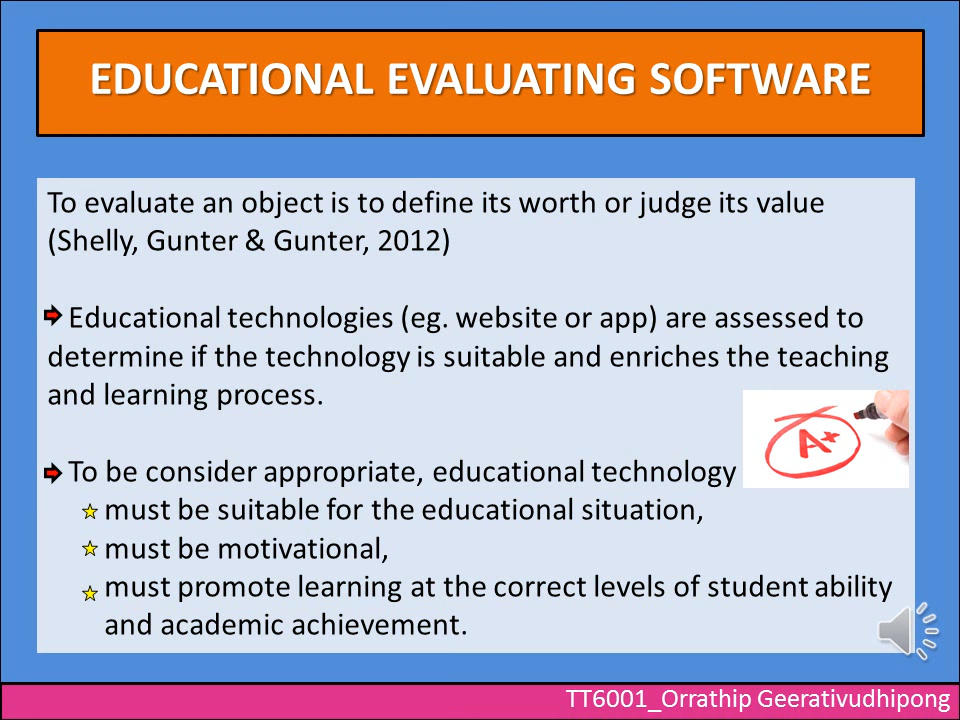 EDUCATIONAL EVALUATING SOFTWARE
To evaluate an object is to define its worth or judge its value
(Shelly, Gunter & Gunter, 2012)
Educational technologies (eg. website or app) are assessed to
determine if the technology is suitable and enriches the teaching
and learning process.
A+
To be consider appropriate, educational technology
must be suitable for the educational situation,
must be motivational,
must promote learning at the correct levels of student ability
and academic achievement.
TT6001_Orrathip Geerativudhipong